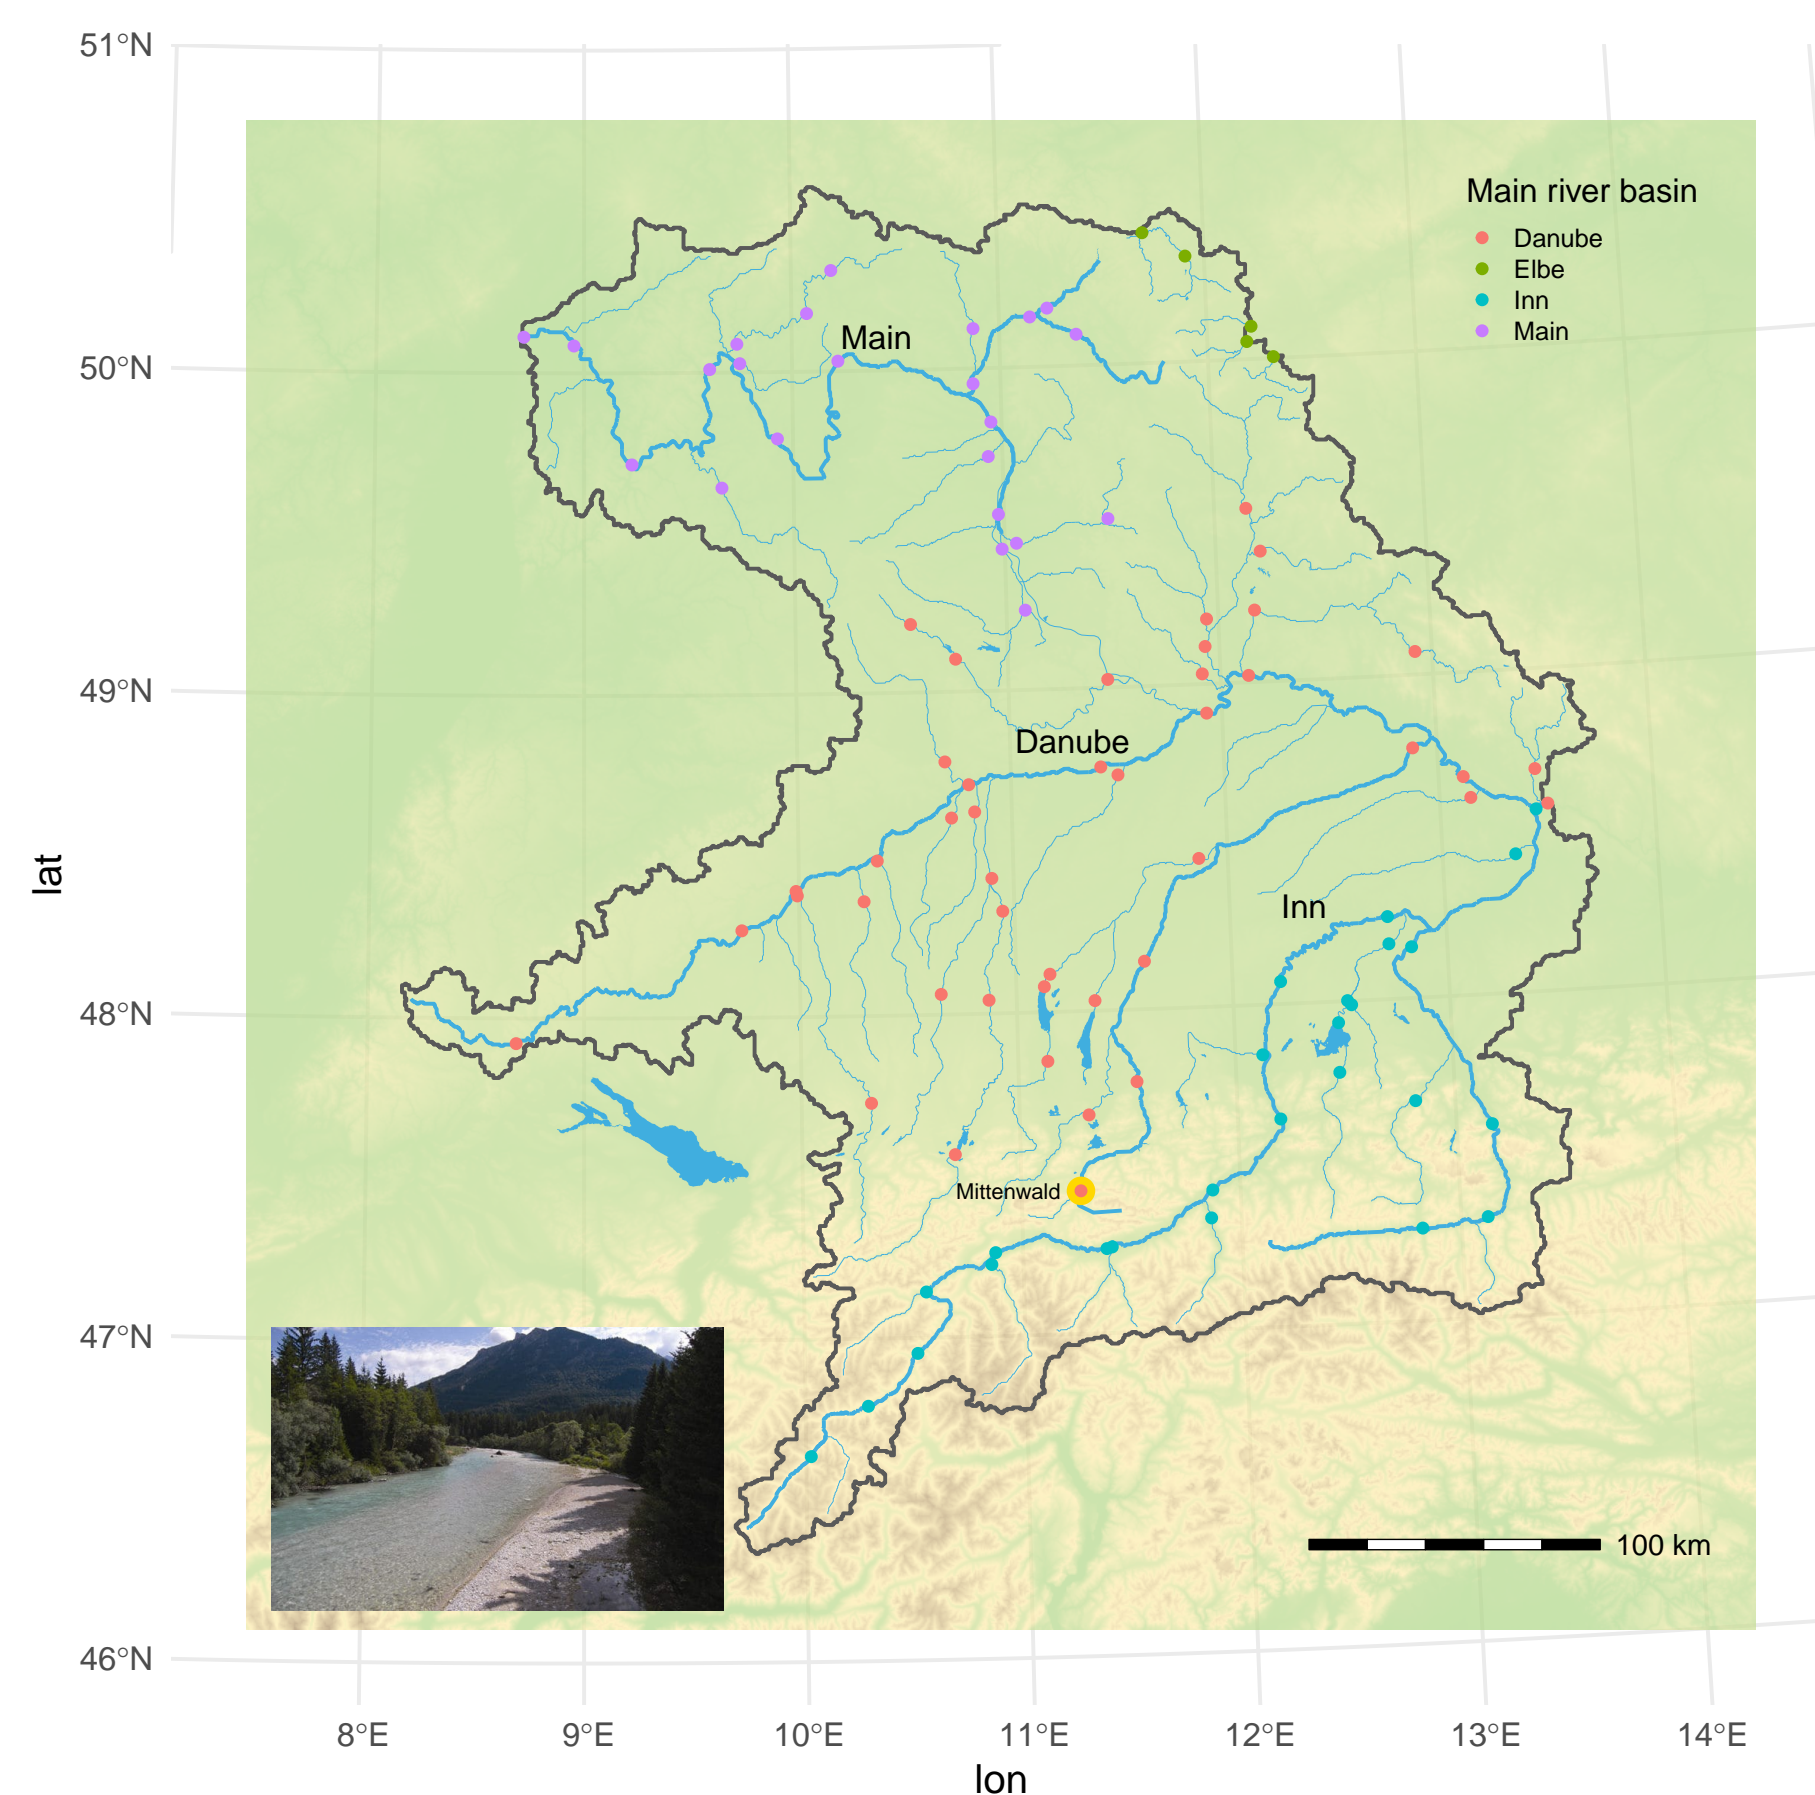 51°N
50°N
49°N
48°N
47°N
46°N
lat
Main river basin
Danube
Elbe
Inn
Main
Main
Danube
Inn
Mittenwald
100 km
8°E 9°E 10°E 11°E 12°E 13°E 14°E
lon